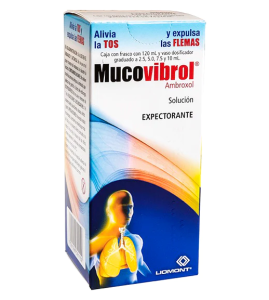 Alivia y expulsa
la TOS las FLEMAS
Caja con frasco con 120 mL y vaso dosificador
graduado a 2.5, 5.0, 7.5 y 10 mL
Mucovibrol®
Ambroxol
Solución
EXPECTORANTE
LIOMONT®